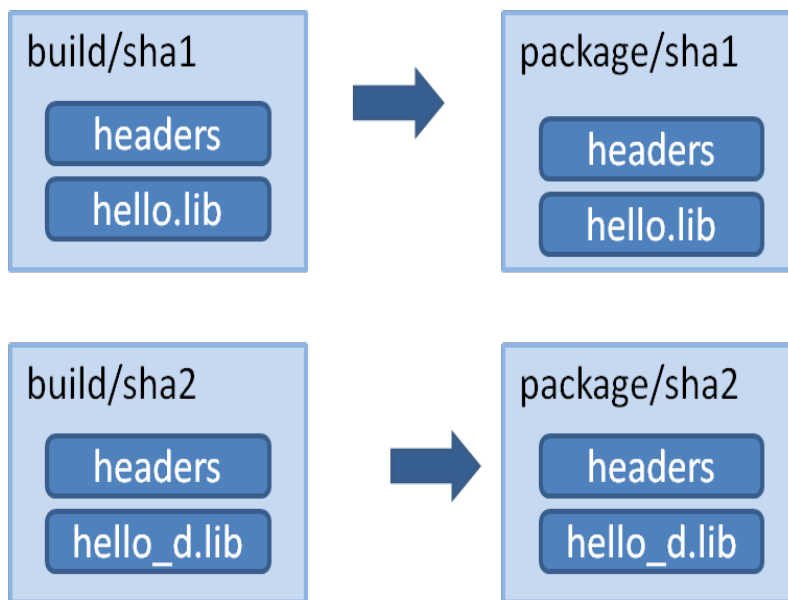 build/sha1
headers
hello.lib
package/sha1
headers
hello.lib
build/sha2
headers
hello_d.lib
package/sha2
headers
hello_d.lib